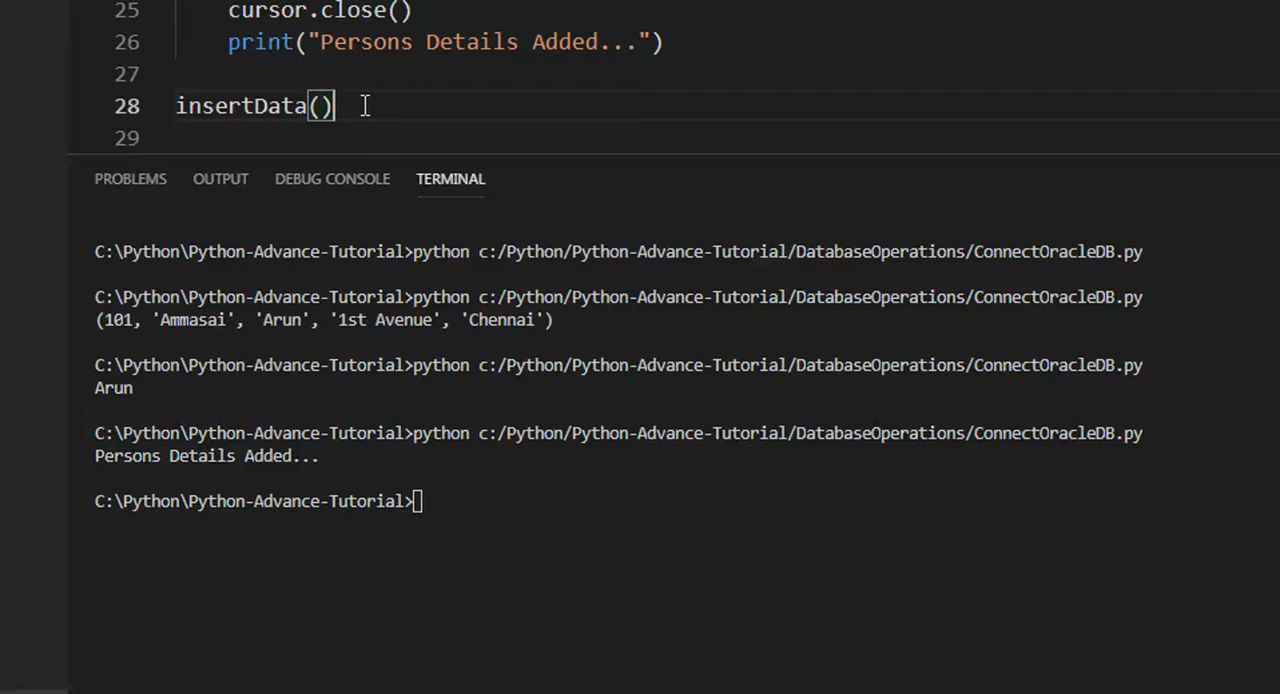 25 cursor.close()
26 print("Persons Details Added...")
27
28 insertData()
29
PROBLEMS OUTPUT DEBUG CONSOLE TERMINAL
C:\Python\Python-Advance-Tutorial>python c:/Python/Python-Advance-Tutorial/DatabaseOperations/ConnectOracleDB.py
C:\Python\Python-Advance-Tutorial>python c:/Python/Python-Advance-Tutorial/DatabaseOperations/ConnectOracleDB.py
(101, 'Ammasai', 'Arun', '1st Avenue', 'Chennai')
C:\Python\Python-Advance-Tutorial>python c:/Python/Python-Advance-Tutorial/DatabaseOperations/ConnectOracleDB.py
Arun
C:\Python\Python-Advance-Tutorial>python c:/Python/Python-Advance-Tutorial/DatabaseOperations/ConnectOracleDB.py
Persons Details Added...
C:\Python\Python-Advance-Tutorial>